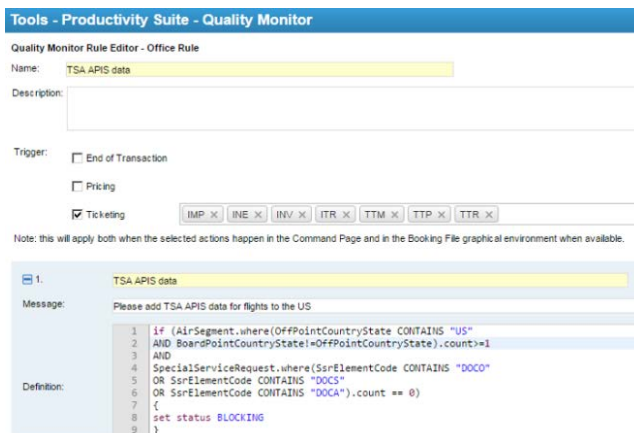 Tools - Productivity Suite - Quality Monitor
Quality Monitor Rule Editor - Office Rule
Name: TSA APIS data
Description:
Trigger: End of Transaction
Pricing
Ticketing IMP × INE × INV × ITR × TTM × TTP × TTR ×
Note: this will apply both when the selected actions happen in the Command Page and in the Booking File graphical environment when available.
1. TSA APIS data
Message: Please add TSA APIS data for flights to the US
Definition:
1 if (AirSegment.where(OffPointCountryState CONTAINS "US"
2 AND BoardPointCountryState!=OffPointCountryState).count>=1
3 AND
4 SpecialServiceRequest.where(SsrElementCode CONTAINS "DOCO"
5 OR SsrElementCode CONTAINS "DOCS"
6 OR SsrElementCode CONTAINS "DOCA").count == 0)
7 {
8 set status BLOCKING
9 }